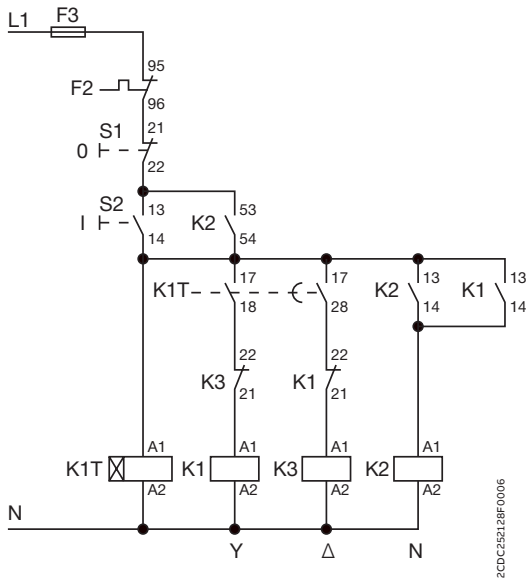 L1 F3
95
F2
96
21
S1
0
22
S2 13 53
I K2
14 54
17 17 13 13
K1T K2 K1
18 28 14 14
22 22
K3 K1
21 21
A1 A1 A1 A1
K1T K1 K3 K2
A2 A2 A2 A2
N
Y Δ N
2CDC252128F0006